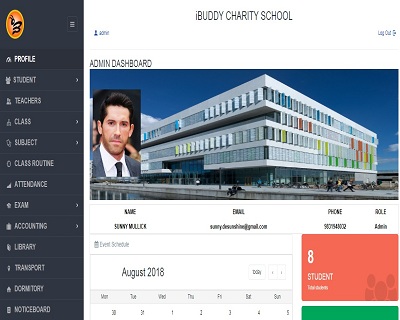 iBUDDY CHARITY SCHOOL
admin
Log Out
PROFILE
STUDENT
TEACHERS
CLASS
SUBJECT
CLASS ROUTINE
ATTENDANCE
EXAM
ACCOUNTING
LIBRARY
TRANSPORT
DORMITORY
NOTICEBOARD
ADMIN DASHBOARD
NAME EMAIL PHONE ROLE
SUNNY MULLICK sunny.desunshine@gmail.com 9831948032 Admin
Event Schedule
August 2018
today
Mon Tue Wed Thu Fri Sat Sun
30 31 1 2 3 4 5
8
STUDENT
Total students